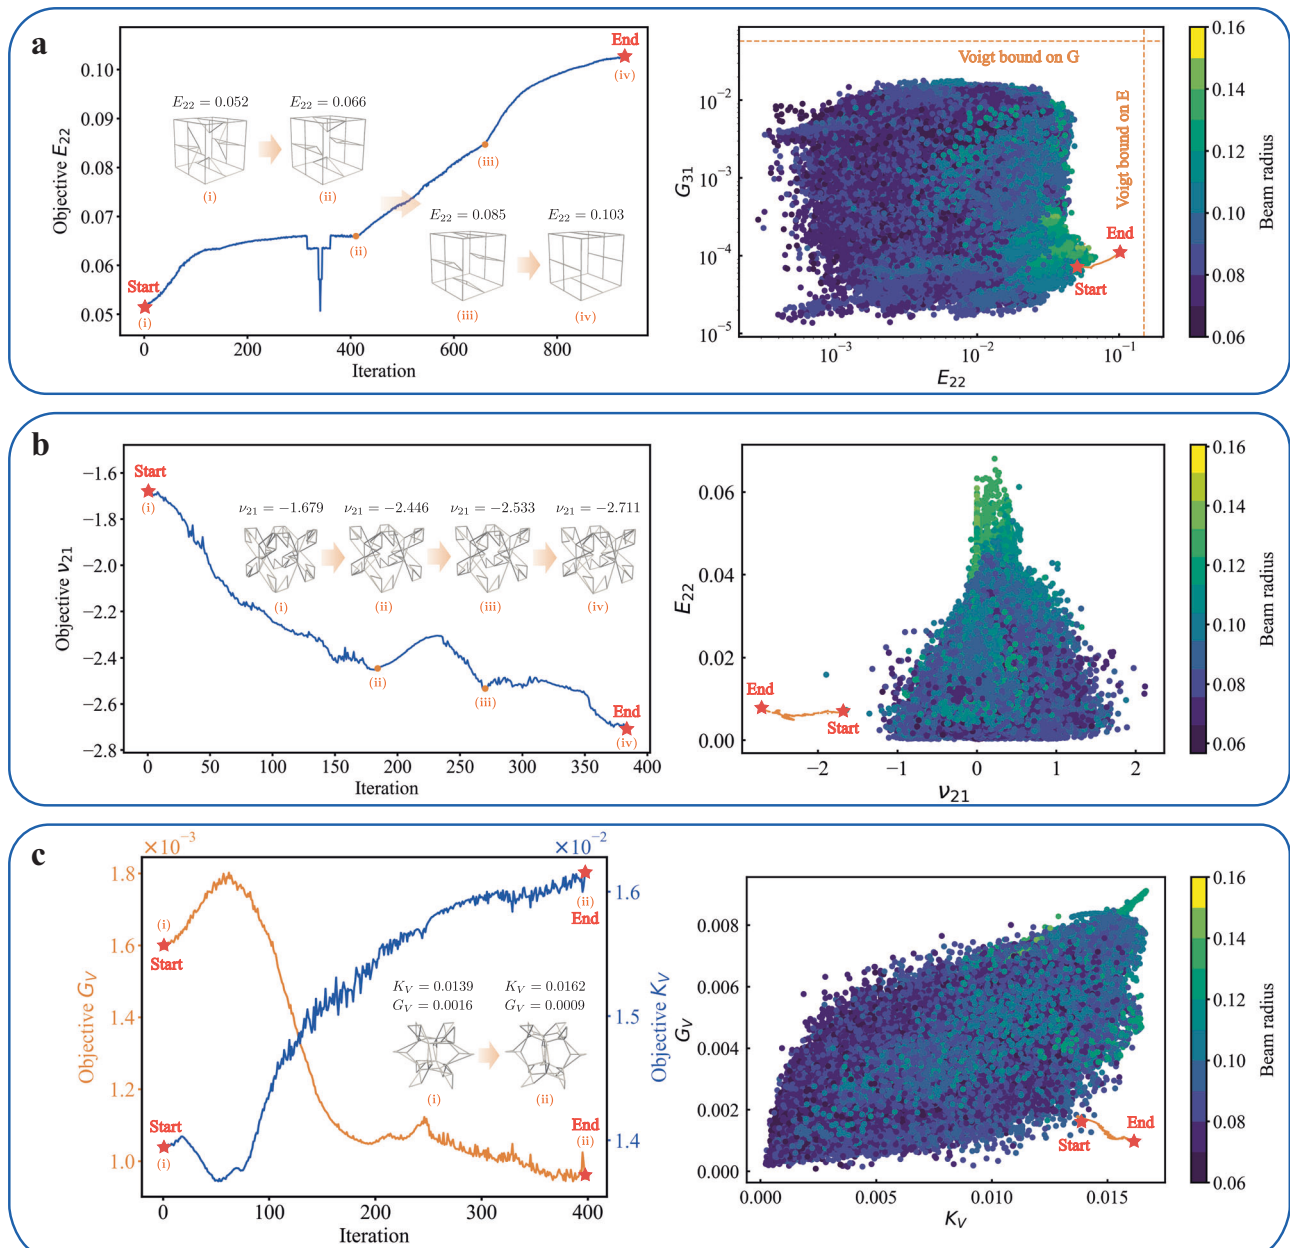 a
Objective E22
0.10
0.09
0.08
0.07
0.06
0.05
0
200
400
600
800
Iteration
Start
(i)
(ii)
(iii)
End
(iv)
E22 = 0.052
E22 = 0.066
(i)
(ii)
E22 = 0.085
E22 = 0.103
(iii)
(iv)
G31
10−2
10−3
10−4
10−5
10−3
10−2
10−1
E22
Voigt bound on G
Voigt bound on E
Start
End
0.16
0.14
0.12
0.10
0.08
0.06
Beam radius
b
Objective ν21
−1.6
−1.8
−2.0
−2.2
−2.4
−2.6
−2.8
0
50
100
150
200
250
300
350
400
Iteration
Start
(i)
(ii)
(iii)
End
(iv)
ν21 = −1.679
ν21 = −2.446
ν21 = −2.533
ν21 = −2.711
(i)
(ii)
(iii)
(iv)
E22
0.06
0.04
0.02
0.00
−2
−1
0
1
2
ν21
End
Start
0.16
0.14
0.12
0.10
0.08
0.06
Beam radius
c
×10−3
×10−2
Objective GV
1.8
1.6
1.4
1.2
1.0
Objective KV
1.6
1.5
1.4
0
100
200
300
400
Iteration
(i)
Start
Start
(i)
(ii)
End
End
(ii)
KV = 0.0139
GV = 0.0016
KV = 0.0162
GV = 0.0009
(i)
(ii)
GV
0.008
0.006
0.004
0.002
0.000
0.000
0.005
0.010
0.015
KV
Start
End
0.16
0.14
0.12
0.10
0.08
0.06
Beam radius